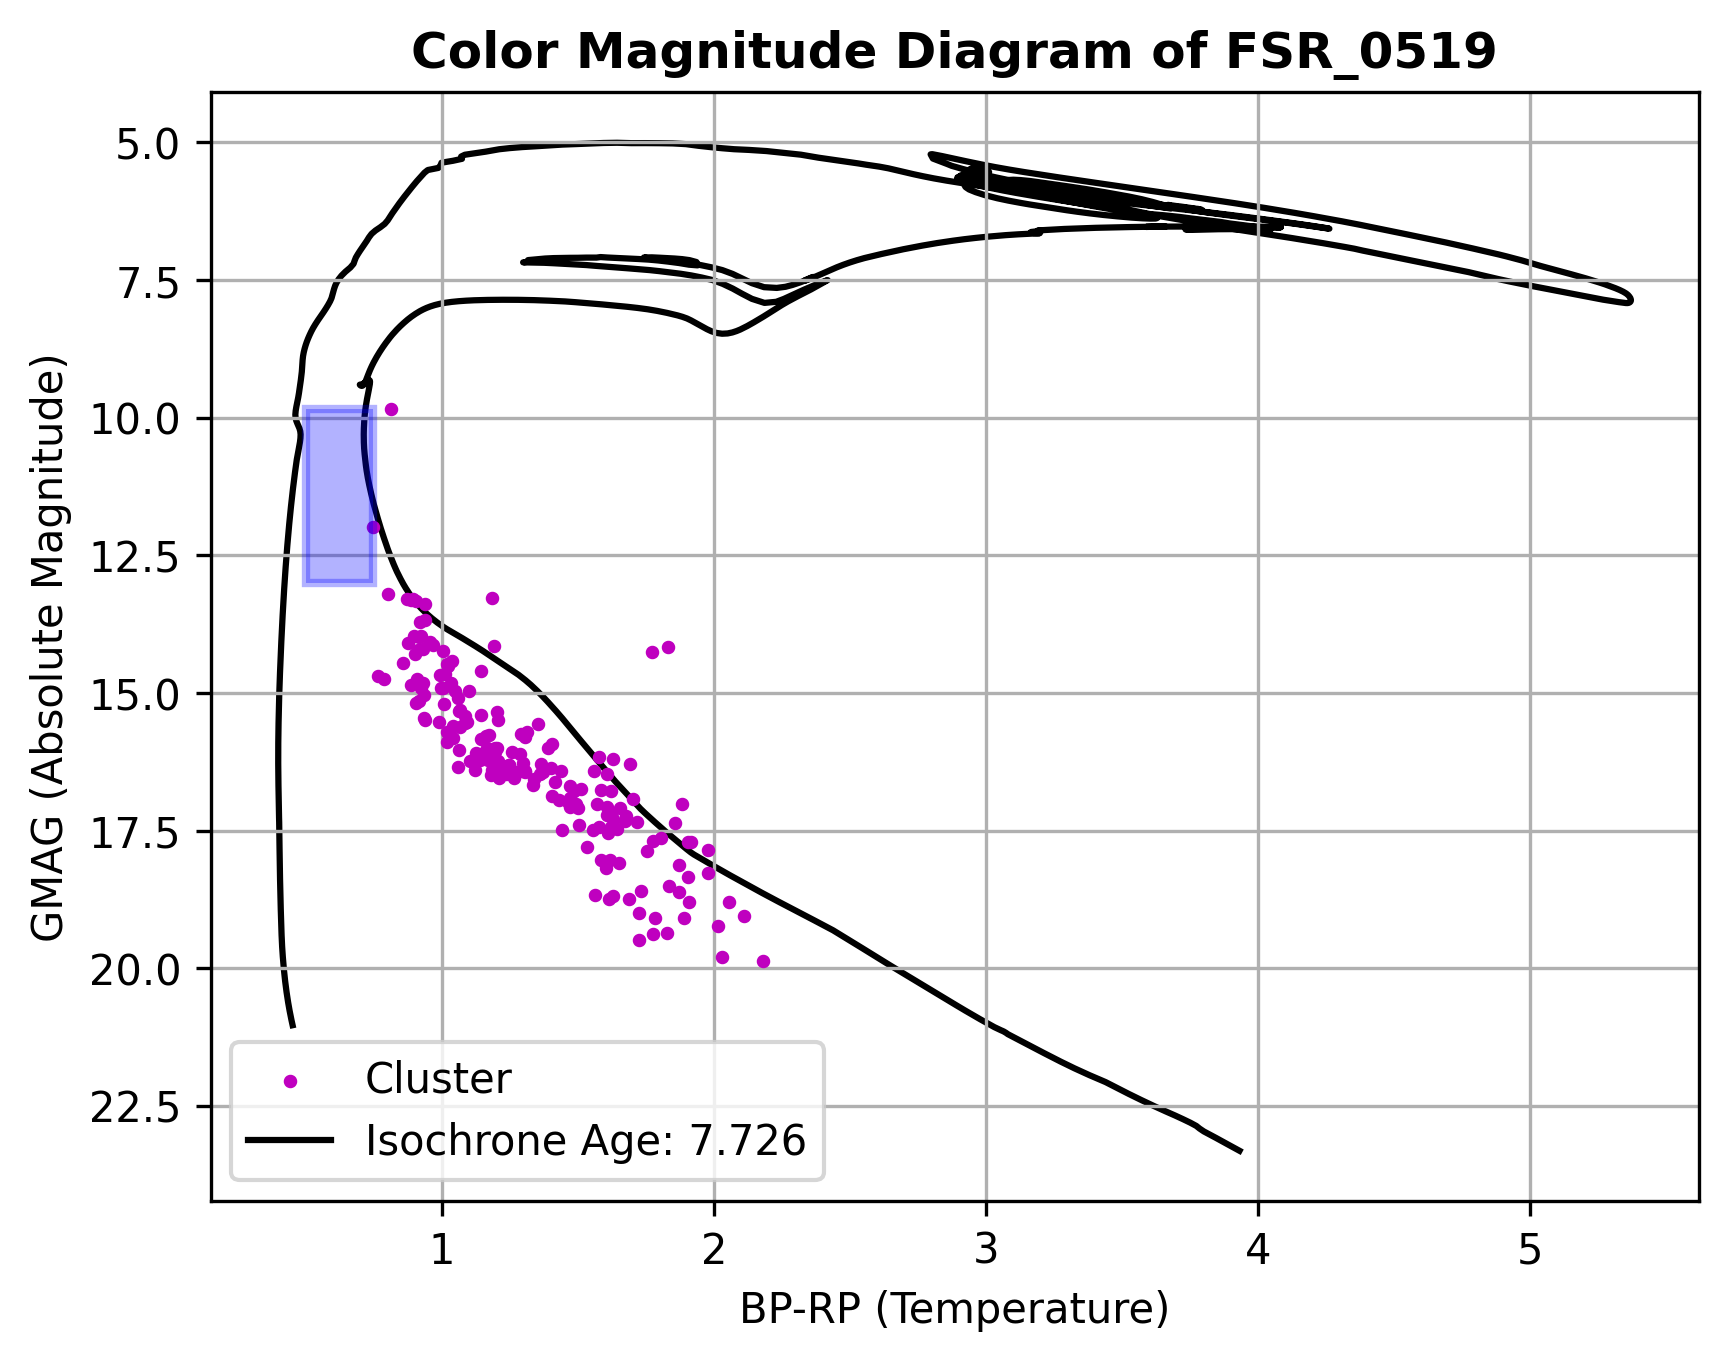 Color Magnitude Diagram of FSR_0519
GMAG (Absolute Magnitude)
5.0
7.5
10.0
12.5
15.0
17.5
20.0
22.5
Cluster
Isochrone Age: 7.726
1 2 3 4 5
BP-RP (Temperature)